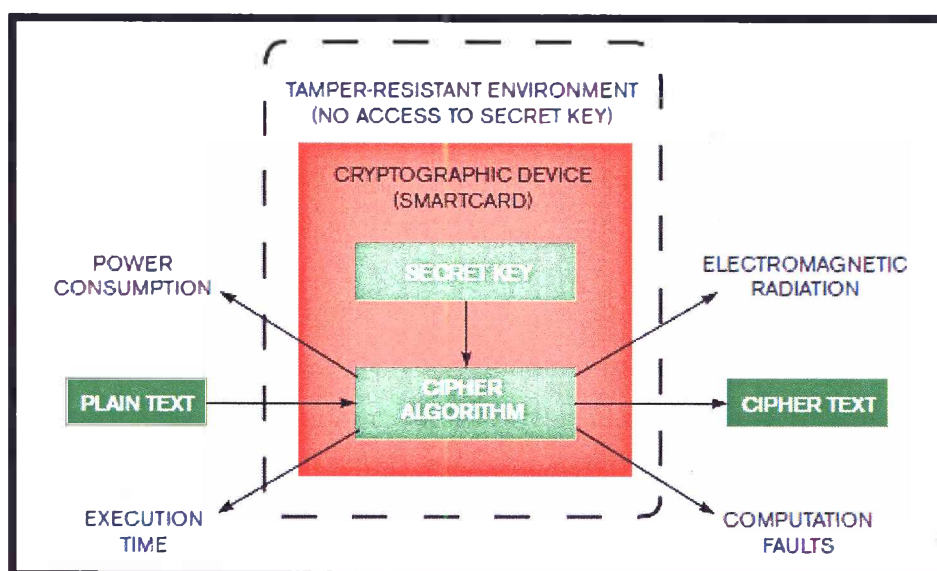 TAMPER-RESISTANT ENVIRONMENT
(NO ACCESS TO SECRET KEY)
CRYPTOGRAPHIC DEVICE
(SMARTCARD)
SECRET KEY
POWER
CONSUMPTION
ELECTROMAGNETIC
RADIATION
PLAIN TEXT
CIPHER
ALGORITHM
CIPHER TEXT
EXECUTION
TIME
COMPUTATION
FAULTS